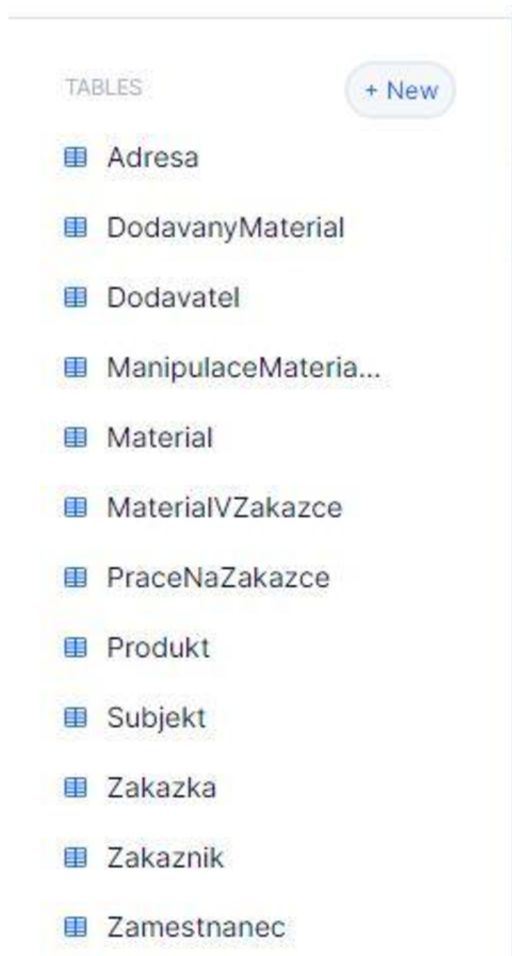 TABLES
+ New
Adresa
DodavanyMaterial
Dodavatel
ManipulaceMateria...
Material
MaterialVZakazce
PraceNaZakazce
Produkt
Subjekt
Zakazka
Zakaznik
Zamestnanec